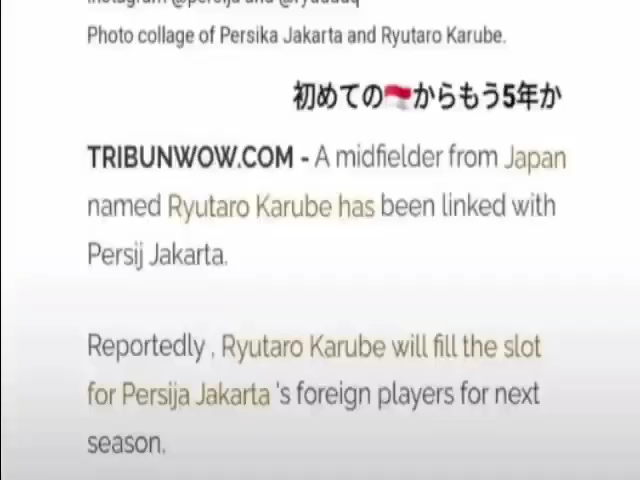 Photo collage of Persika Jakarta and Ryutaro Karube.
初めての🇮🇩からもう5年か
TRIBUNWOW.COM - A midfielder from Japan
named Ryutaro Karube has been linked with
Persij Jakarta.
Reportedly , Ryutaro Karube will fill the slot
for Persija Jakarta 's foreign players for next
season.